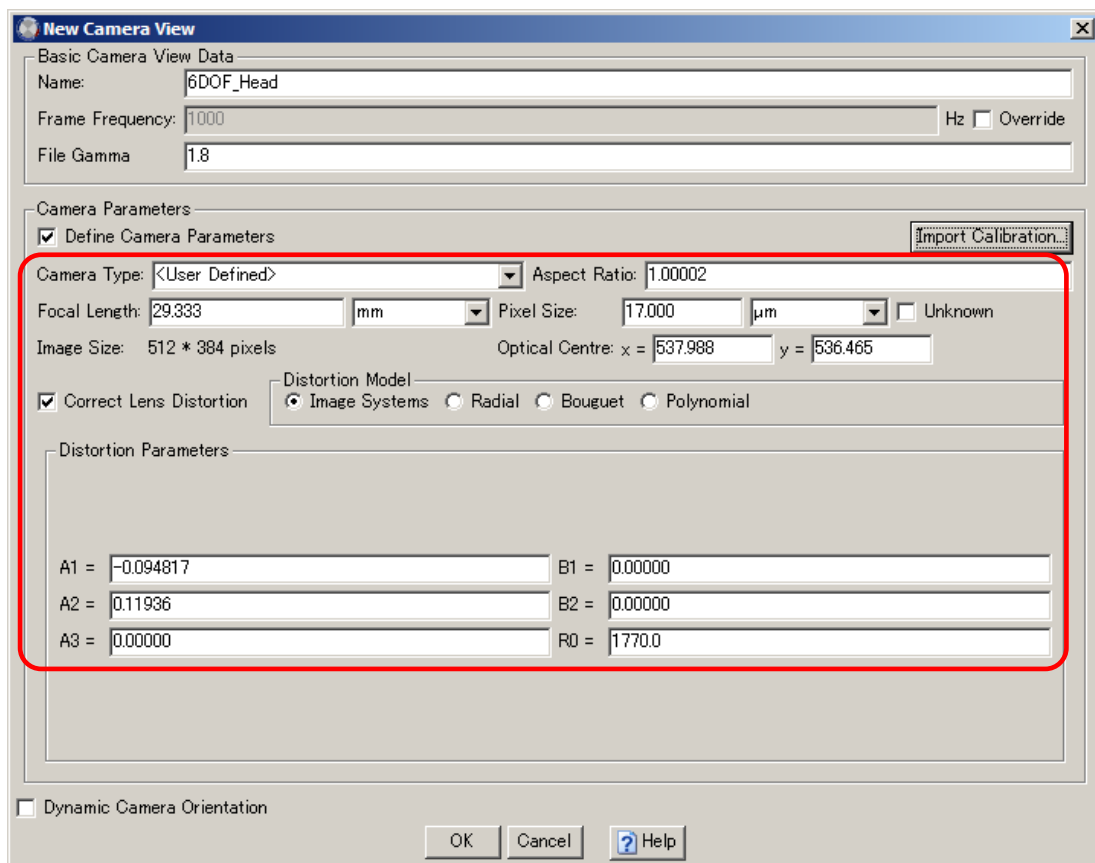 New Camera View
Basic Camera View Data
Name: 6DOF_Head
Frame Frequency: 1000 Hz Override
File Gamma 1.8
Camera Parameters
Define Camera Parameters Import Calibration...
Camera Type: <User Defined> Aspect Ratio: 1.00002
Focal Length: 29.333 mm Pixel Size: 17.000 µm Unknown
Image Size: 512 * 384 pixels Optical Centre: x = 537.988 y = 536.465
Distortion Model
Correct Lens Distortion Image Systems Radial Bouguet Polynomial
Distortion Parameters
A1 = -0.094817 B1 = 0.00000
A2 = 0.11936 B2 = 0.00000
A3 = 0.00000 R0 = 1770.0
Dynamic Camera Orientation
OK Cancel ? Help